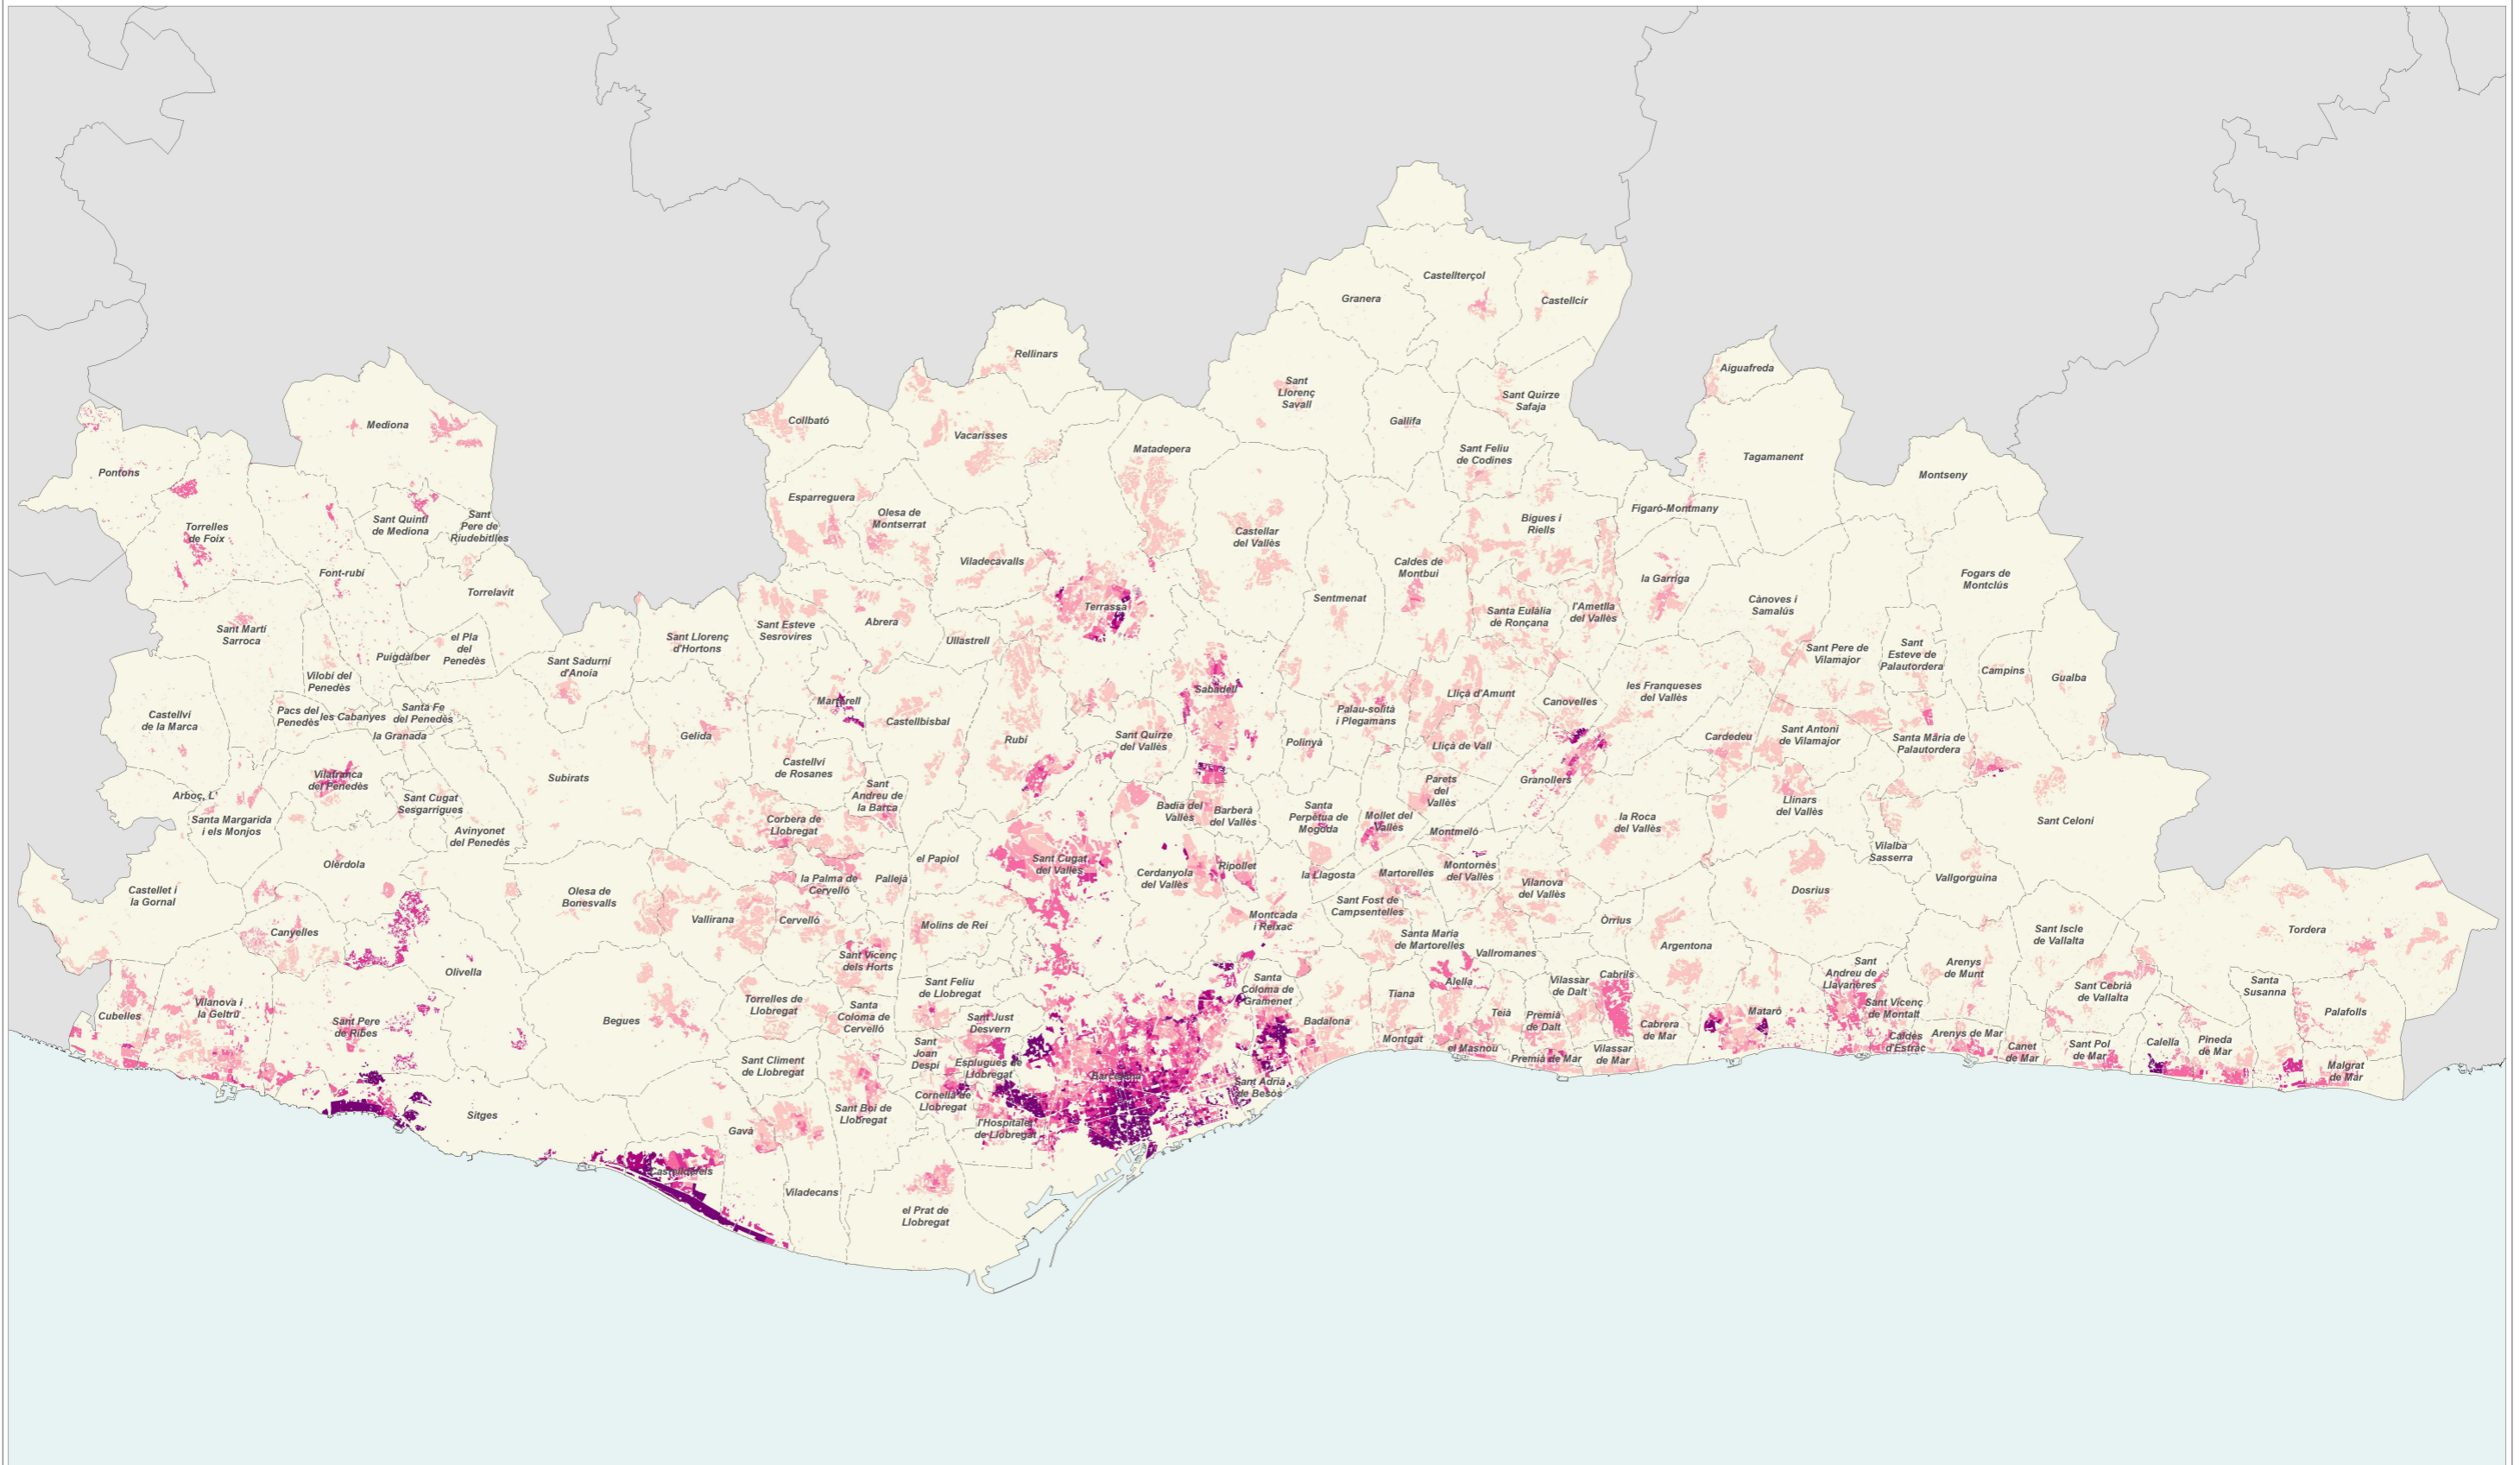 Castellterçol
Granera
Castellcir
Rellinars
Aiguafreda
Sant
Llorenç
Savall
Sant Quirze
Safaja
Collbató
Mediona
Gallifa
Vacarisses
Matadepera
Sant Feliu
de Codines
Tagamanent
Pontons
Montseny
Esparreguera
Olesa de
Montserrat
Figaró-Montmany
Bigues i
Riells
Sant Quintí
de Mediona
Sant
Pere de
Riudebitlles
Torrelles
de Foix
Castellar
del Vallès
Viladecavalls
Caldes de
Montbui
Font-rubí
la Garriga
Fogars de
Montclús
Torrelavit
Sentmenat
Terrassa
Cànoves i
Samalús
Santa Eulàlia
de Ronçana
l'Ametlla
del Vallès
Abrera
Sant Esteve
Sesrovires
Sant Martí
Sarroca
Sant Llorenç
d'Hortons
Ullastrell
el Pla
del
Penedès
Puigdàlber
Sant Pere de
Vilamajor
Sant
Esteve de
Palautordera
Sant Sadurní
d'Anoia
Campins
Gualba
Vilobí del
Penedès
Sabadell
Lliçà d'Amunt
les Franqueses
del Vallès
Martorell
Canovelles
Castellví
de la Marca
Pacs del
Penedès
les Cabanyes
Santa Fe
del Penedès
Castellbisbal
Palau-solità
i Plegamans
la Granada
Gelida
Rubí
Sant Quirze
del Vallès
Polinyà
Lliçà de Vall
Cardedeu
Sant Antoni
de Vilamajor
Santa Maria de
Palautordera
Castellví
de Rosanes
Vilafranca
del Penedès
Subirats
Granollers
Arboç, L'
Sant Cugat
Sesgarrigues
Sant
Andreu de
la Barca
Parets
del
Vallès
Llinars
del Vallès
Badia del
Vallès
Barberà
del Vallès
Santa
Perpètua de
Mogoda
Mollet del
Vallès
Santa Margarida
i els Monjos
Corbera de
Llobregat
la Roca
del Vallès
Sant Celoni
Avinyonet
del Penedès
Montmeló
Vilalba
Sasserra
Olèrdola
el Papiol
Sant Cugat
del Vallès
Ripollet
Cerdanyola
del Vallès
la Llagosta
Martorelles
Montornès
del Vallès
Vallgorguina
la Palma de
Cervelló
Pallejà
Castellet i
la Gornal
Olesa de
Bonesvalls
Vilanova
del Vallès
Dosrius
Sant Fost de
Campsentelles
Vallirana
Cervelló
Molins de Rei
Montcada
i Reixac
Òrrius
Canyelles
Santa Maria
de Martorelles
Argentona
Sant Iscle
de Vallalta
Tordera
Vallromanes
Sant Vicenç
dels Horts
Olivella
Sant
Andreu de
Llavaneres
Arenys
de Munt
Sant Feliu
de Llobregat
Santa
Coloma de
Gramenet
Alella
Vilassar
de Dalt
Cabrils
Santa
Susanna
Tiana
Sant Cebrià
de Vallalta
Cubelles
Vilanova i
la Geltrú
Torrelles de
Llobregat
Santa
Coloma de
Cervelló
Sant Vicenç
de Montalt
Palafolls
Begues
Sant Pere
de Ribes
Sant Just
Desvern
Badalona
Teià
Premià
de Dalt
Mataró
Cabrera
de Mar
Montgat
el Masnou
Premià de Mar
Vilassar
de Mar
Caldes
d'Estrac
Arenys de Mar
Canet
de Mar
Sant Pol
de Mar
Calella
Pineda
de Mar
Malgrat
de Mar
Sant
Joan
Despí
Esplugues de
Llobregat
Sant Climent
de Llobregat
Barcelona
Sant Adrià
de Besòs
Cornellà de
Llobregat
Sitges
Sant Boi de
Llobregat
Gavà
l'Hospitalet
de Llobregat
Castelldefels
Viladecans
el Prat de
Llobregat